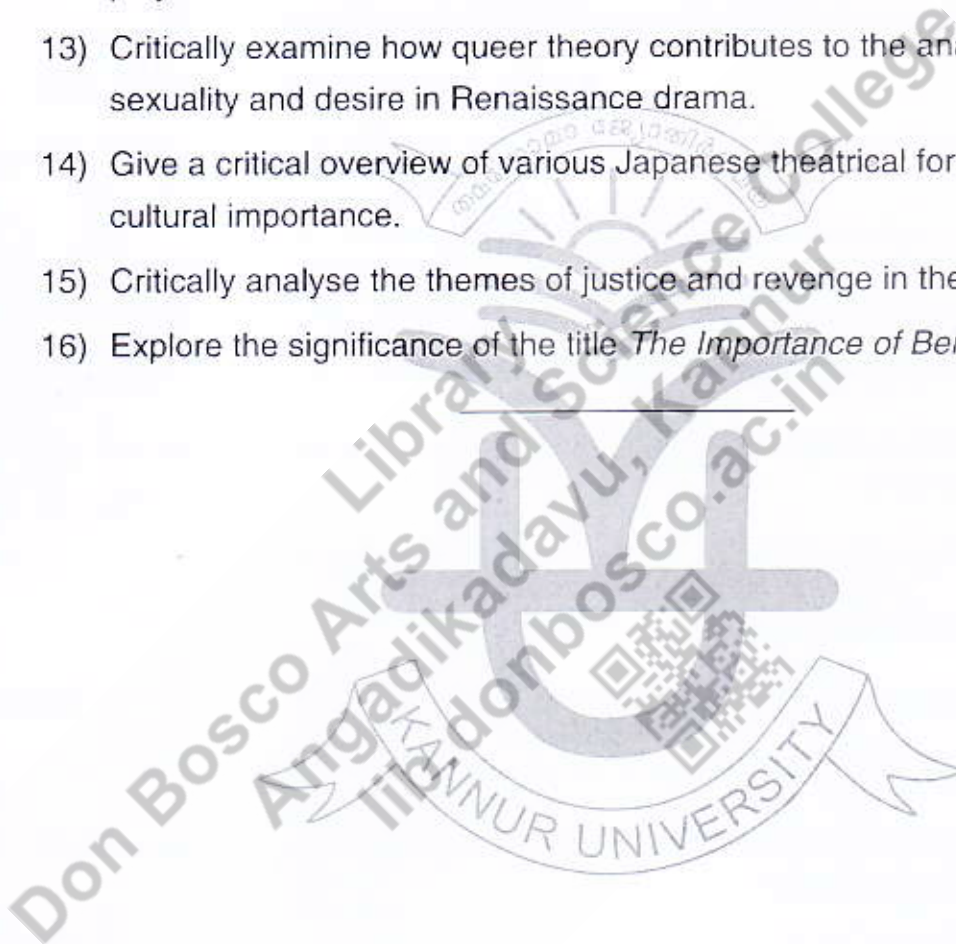 13) Critically examine how queer theory contributes to the
sexuality and desire in Renaissance drama.
14) Give a critical overview of various Japanese theatrical
cultural importance.
15) Critically analyse the themes of justice and revenge in the
16) Explore the significance of the title The Importance of
Library
Don Bosco Arts and Science College
Angadikadavu, Kannur
lib.donbosco.ac.in
KANNUR UNIVERSITY